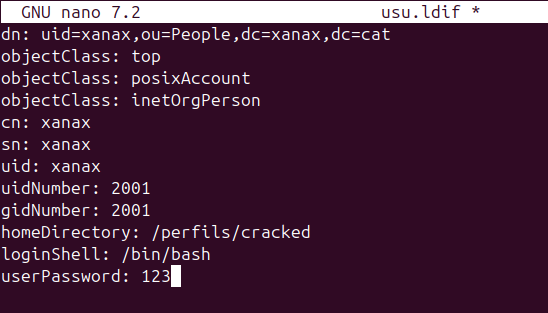 GNU nano 7.2 usu.ldif *
dn: uid=xanax,ou=People,dc=xanax,dc=cat
objectClass: top
objectClass: posixAccount
objectClass: inetOrgPerson
cn: xanax
sn: xanax
uid: xanax
uidNumber: 2001
gidNumber: 2001
homeDirectory: /perfils/cracked
loginShell: /bin/bash
userPassword: 123